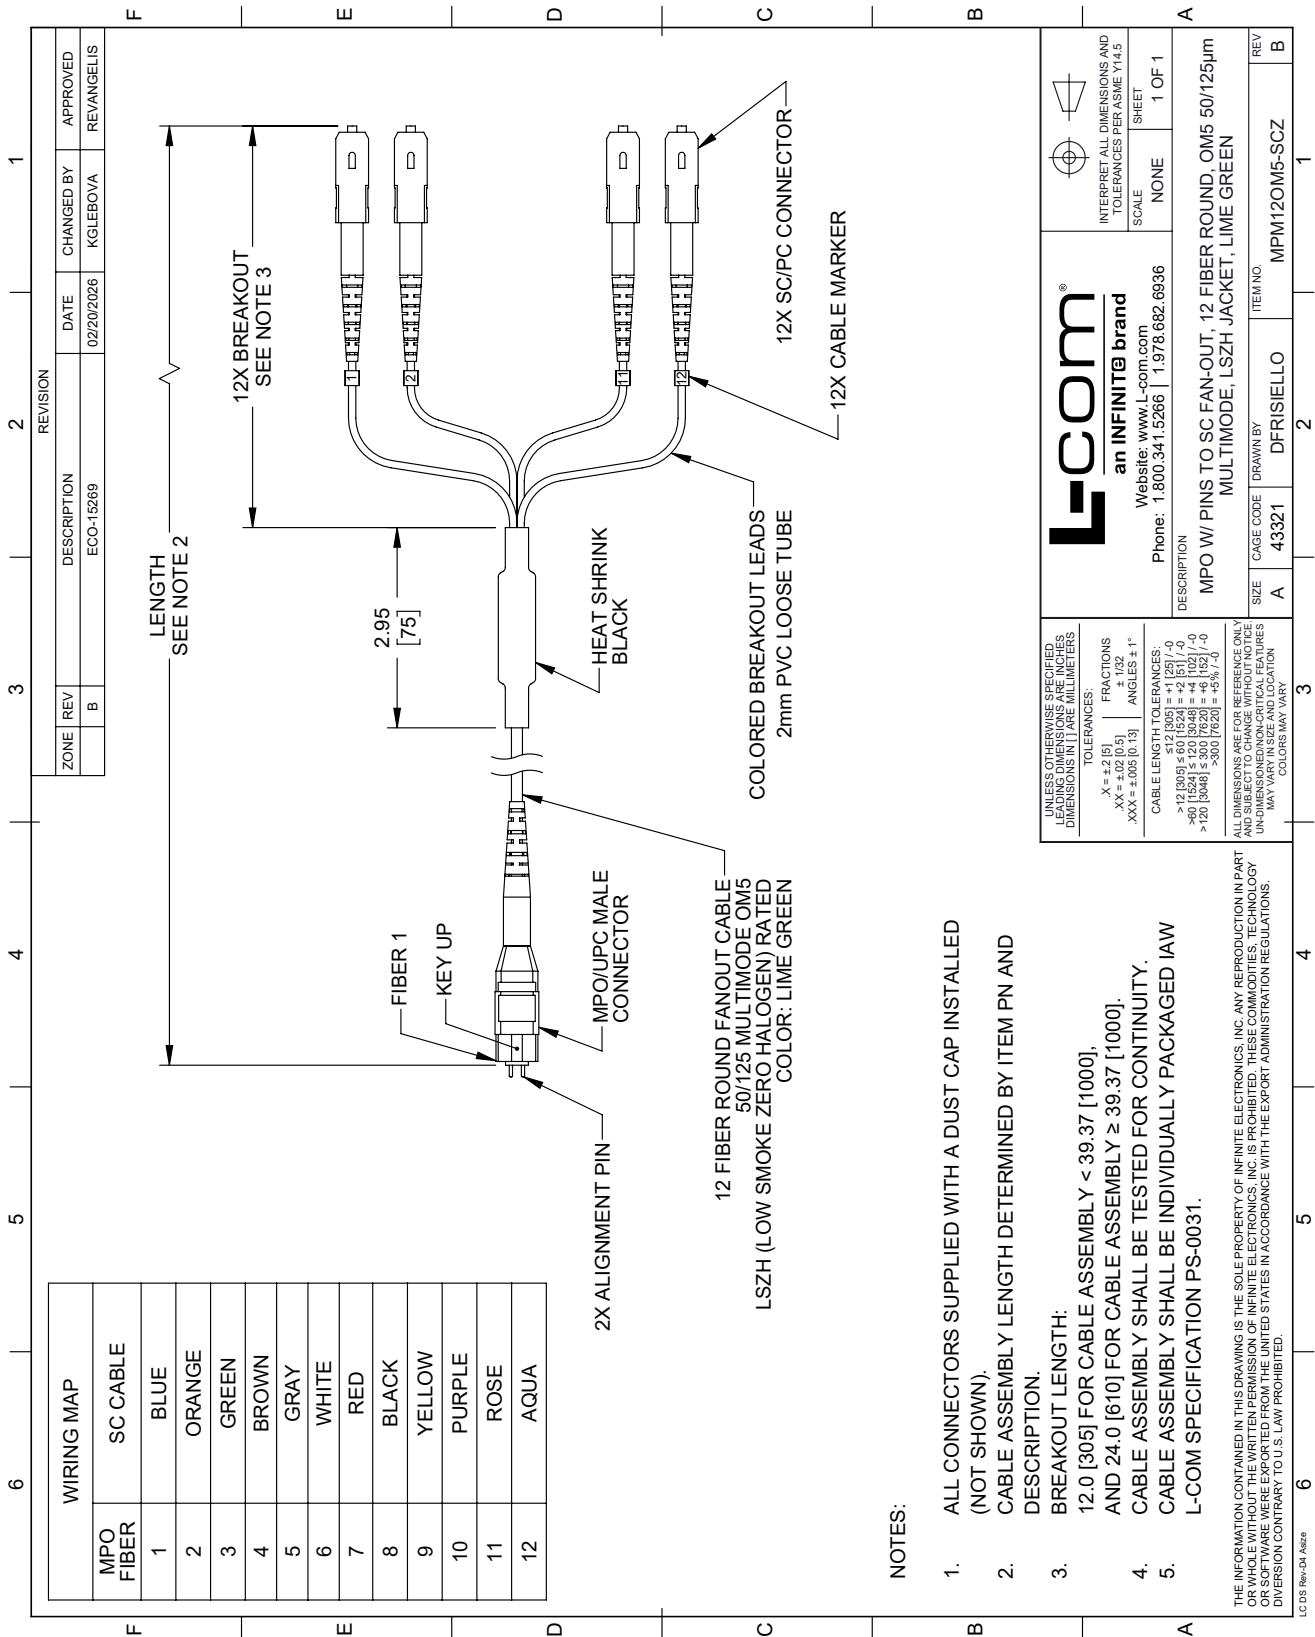 WIRING MAP
MPO FIBER SC CABLE
1 BLUE
2 ORANGE
3 GREEN
4 BROWN
5 GRAY
6 WHITE
7 RED
8 BLACK
9 YELLOW
10 PURPLE
11 ROSE
12 AQUA
REVISION
ZONE REV DESCRIPTION DATE CHANGED BY APPROVED
B ECO-15269 02/20/2026 KGLEBOVA REVANGELIS
6 5 4 3 2 1
F F
E E
D D
C C
B B
A A
LENGTH
SEE NOTE 2
12X BREAKOUT
SEE NOTE 3
2.95
[75]
FIBER 1
KEY UP
2X ALIGNMENT PIN
MPO/UPC MALE
CONNECTOR
HEAT SHRINK
BLACK
1
2
11
12
12 FIBER ROUND FANOUT CABLE
50/125 MULTIMODE OM5
LSZH (LOW SMOKE ZERO HALOGEN) RATED
COLOR: LIME GREEN
COLORED BREAKOUT LEADS
2mm PVC LOOSE TUBE
12X CABLE MARKER
12X SC/PC CONNECTOR
NOTES:
1. ALL CONNECTORS SUPPLIED WITH A DUST CAP INSTALLED
(NOT SHOWN).
2. CABLE ASSEMBLY LENGTH DETERMINED BY ITEM PN AND
DESCRIPTION.
3. BREAKOUT LENGTH:
12.0 [305] FOR CABLE ASSEMBLY < 39.37 [1000],
AND 24.0 [610] FOR CABLE ASSEMBLY ≥ 39.37 [1000].
4. CABLE ASSEMBLY SHALL BE TESTED FOR CONTINUITY.
5. CABLE ASSEMBLY SHALL BE INDIVIDUALLY PACKAGED IAW
L-COM SPECIFICATION PS-0031.
THE INFORMATION CONTAINED IN THIS DRAWING IS THE SOLE PROPERTY OF INFINITE ELECTRONICS, INC. ANY REPRODUCTION IN PART
OR WHOLE WITHOUT THE WRITTEN PERMISSION OF INFINITE ELECTRONICS, INC. IS PROHIBITED. THESE COMMODITIES, TECHNOLOGY
OR SOFTWARE WERE EXPORTED FROM THE UNITED STATES IN ACCORDANCE WITH THE EXPORT ADMINISTRATION REGULATIONS.
DIVERSION CONTRARY TO U.S. LAW PROHIBITED.
UNLESS OTHERWISE SPECIFIED
LEADING DIMENSIONS ARE INCHES
DIMENSIONS IN [ ] ARE MILLIMETERS
TOLERANCES:
.X = ±.2 [5] FRACTIONS
.XX = ±.02 [0.5] ± 1/32
.XXX = ±.005 [0.13] ANGLES ± 1°
CABLE LENGTH TOLERANCES:
≤12 [305] = +1 [25] / -0
>12 [305] ≤ 60 [1524] = +2 [51] / -0
>60 [1524] ≤ 120 [3048] = +4 [102] / -0
>120 [3048] ≤ 300 [7620] = +6 [152] / -0
>300 [7620] = +5% / -0
ALL DIMENSIONS ARE FOR REFERENCE ONLY
AND SUBJECT TO CHANGE WITHOUT NOTICE.
UN-DIMENSIONED/NON-CRITICAL FEATURES
MAY VARY IN SIZE AND LOCATION
COLORS MAY VARY
L-com®
an INFINITE brand
Website: www.L-com.com
Phone: 1.800.341.5266 | 1.978.682.6936
INTERPRET ALL DIMENSIONS AND
TOLERANCES PER ASME Y14.5
SCALE NONE SHEET 1 OF 1
DESCRIPTION
MPO W/ PINS TO SC FAN-OUT, 12 FIBER ROUND, OM5 50/125µm
MULTIMODE, LSZH JACKET, LIME GREEN
SIZE CAGE CODE DRAWN BY ITEM NO. REV
A 43321 DFRISIELLO MPM12OM5-SCZ B
6 5 4 3 2 1
LC DS Rev-D4 Asize